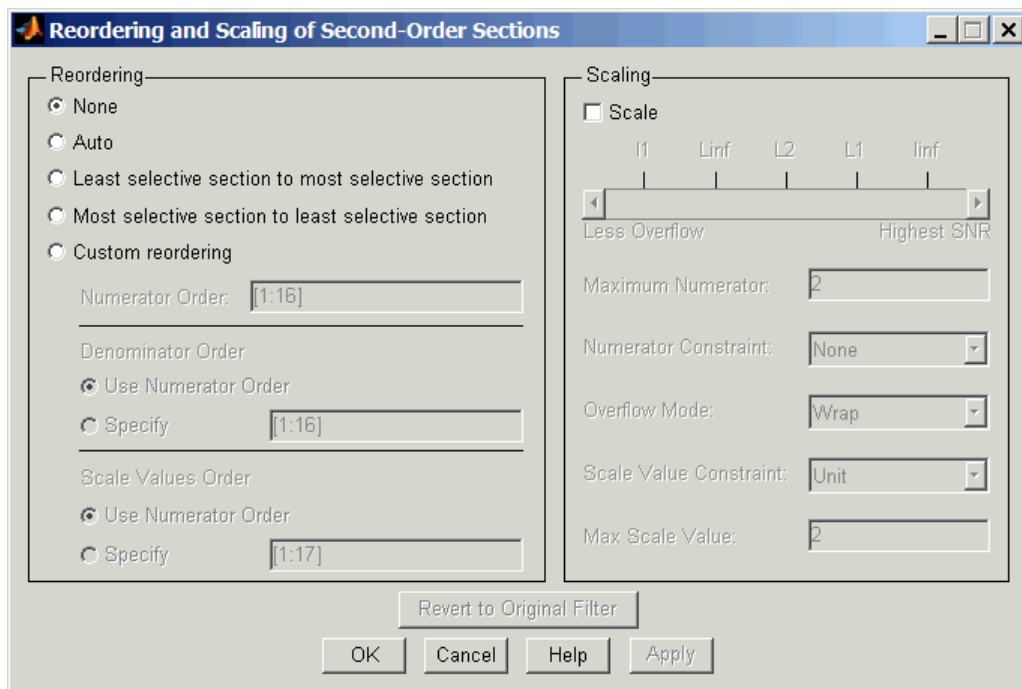 Reordering and Scaling of Second-Order Sections
Reordering
None
Auto
Least selective section to most selective section
Most selective section to least selective section
Custom reordering
Numerator Order: [1:16]
Denominator Order
Use Numerator Order
Specify [1:16]
Scale Values Order
Use Numerator Order
Specify [1:17]
Scaling
Scale
l1 Linf L2 L1 linf
Less Overflow Highest SNR
Maximum Numerator: 2
Numerator Constraint: None
Overflow Mode: Wrap
Scale Value Constraint: Unit
Max Scale Value: 2
Revert to Original Filter
OK Cancel Help Apply